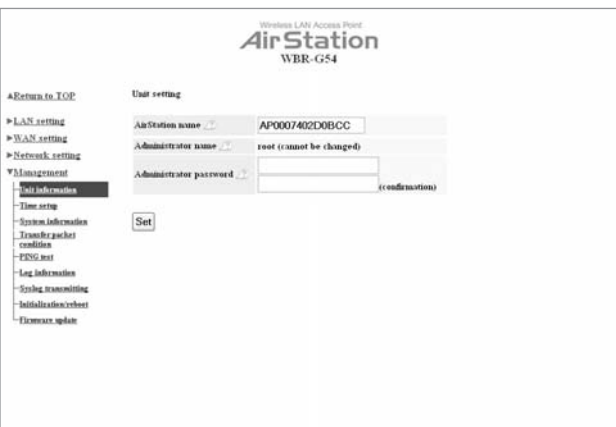 Wireless LAN Access Point
AirStation
WBR-G54
▲Return to TOP
▶LAN setting
▶WAN setting
▶Network setting
▼Management
Unit information
Time setup
System information
Transfer packet
condition
PING test
Log information
Syslog transmitting
Initialization/reboot
Firmware update
Unit setting
AirStation name
AP0007402D0BCC
Administrator name
root (cannot be changed)
Administrator password
(confirmation)
Set